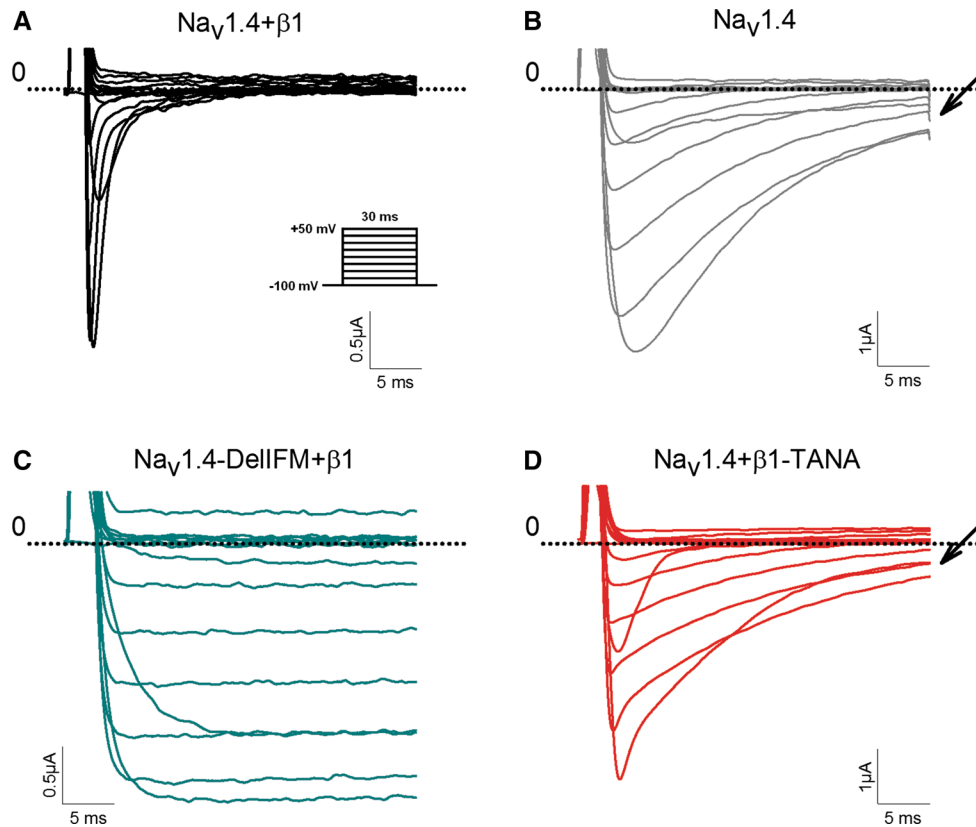 A
Nav1.4+β1
0
30 ms
+50 mV
-100 mV
0.5µA
5 ms
B
Nav1.4
0
1µA
5 ms
C
Nav1.4-DelIFM+β1
0
0.5µA
5 ms
D
Nav1.4+β1-TANA
0
1µA
5 ms